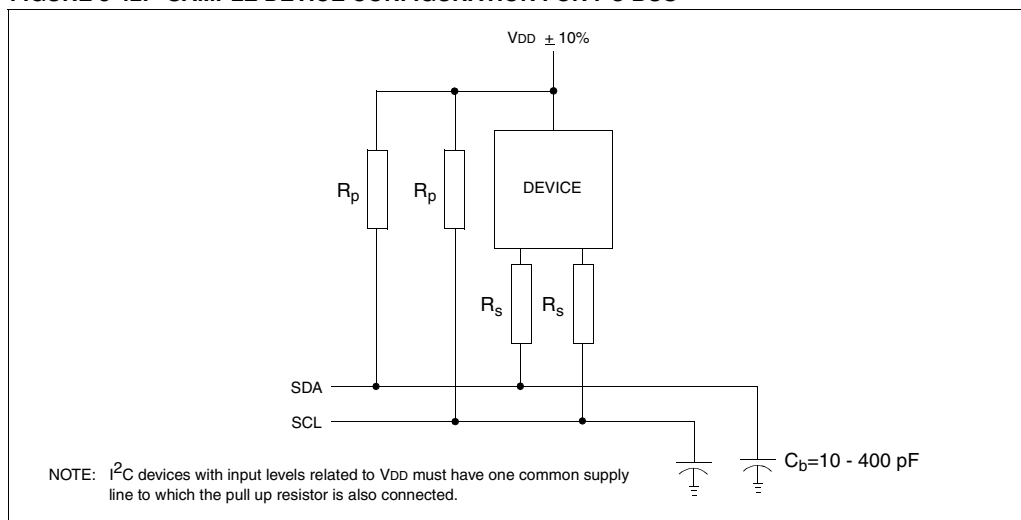 VDD ± 10%
Rp
Rp
DEVICE
Rs
Rs
SDA
SCL
Cb=10 - 400 pF
NOTE: I2C devices with input levels related to VDD must have one common supply
line to which the pull up resistor is also connected.